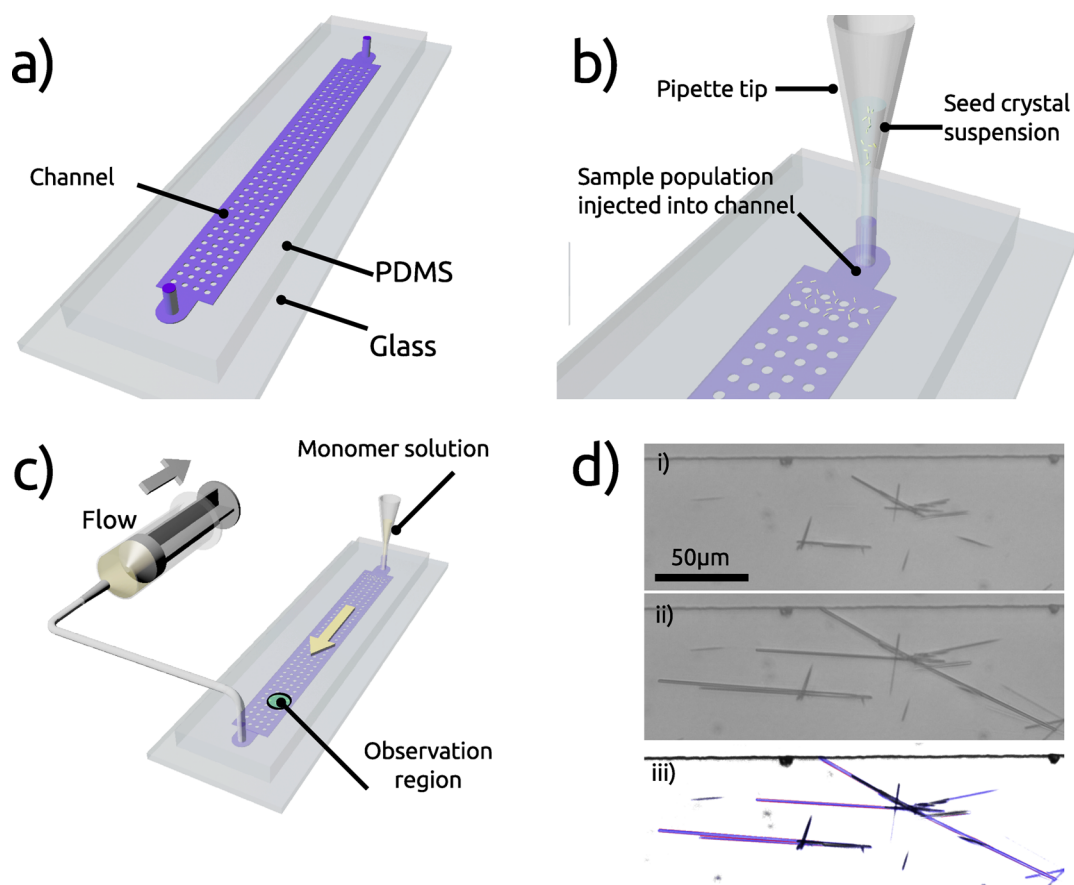 a)
Channel
PDMS
Glass
b)
Pipette tip
Seed crystal
suspension
Sample population
injected into channel
c)
Monomer solution
Flow
Observation
region
d)
i)
50µm
ii)
iii)